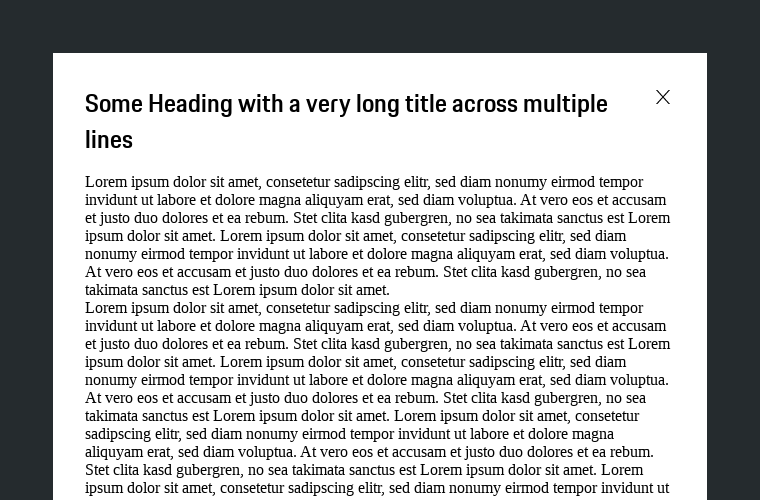 Some Heading with a very long title across multiple
lines
Lorem ipsum dolor sit amet, consetetur sadipscing elitr, sed diam nonumy eirmod tempor
invidunt ut labore et dolore magna aliquyam erat, sed diam voluptua. At vero eos et accusam
et justo duo dolores et ea rebum. Stet clita kasd gubergren, no sea takimata sanctus est Lorem
ipsum dolor sit amet. Lorem ipsum dolor sit amet, consetetur sadipscing elitr, sed diam
nonumy eirmod tempor invidunt ut labore et dolore magna aliquyam erat, sed diam voluptua.
At vero eos et accusam et justo duo dolores et ea rebum. Stet clita kasd gubergren, no sea
takimata sanctus est Lorem ipsum dolor sit amet.
Lorem ipsum dolor sit amet, consetetur sadipscing elitr, sed diam nonumy eirmod tempor
invidunt ut labore et dolore magna aliquyam erat, sed diam voluptua. At vero eos et accusam
et justo duo dolores et ea rebum. Stet clita kasd gubergren, no sea takimata sanctus est Lorem
ipsum dolor sit amet. Lorem ipsum dolor sit amet, consetetur sadipscing elitr, sed diam
nonumy eirmod tempor invidunt ut labore et dolore magna aliquyam erat, sed diam voluptua.
At vero eos et accusam et justo duo dolores et ea rebum. Stet clita kasd gubergren, no sea
takimata sanctus est Lorem ipsum dolor sit amet. Lorem ipsum dolor sit amet, consetetur
sadipscing elitr, sed diam nonumy eirmod tempor invidunt ut labore et dolore magna
aliquyam erat, sed diam voluptua. At vero eos et accusam et justo duo dolores et ea rebum.
Stet clita kasd gubergren, no sea takimata sanctus est Lorem ipsum dolor sit amet. Lorem
ipsum dolor sit amet, consetetur sadipscing elitr, sed diam nonumy eirmod tempor invidunt ut